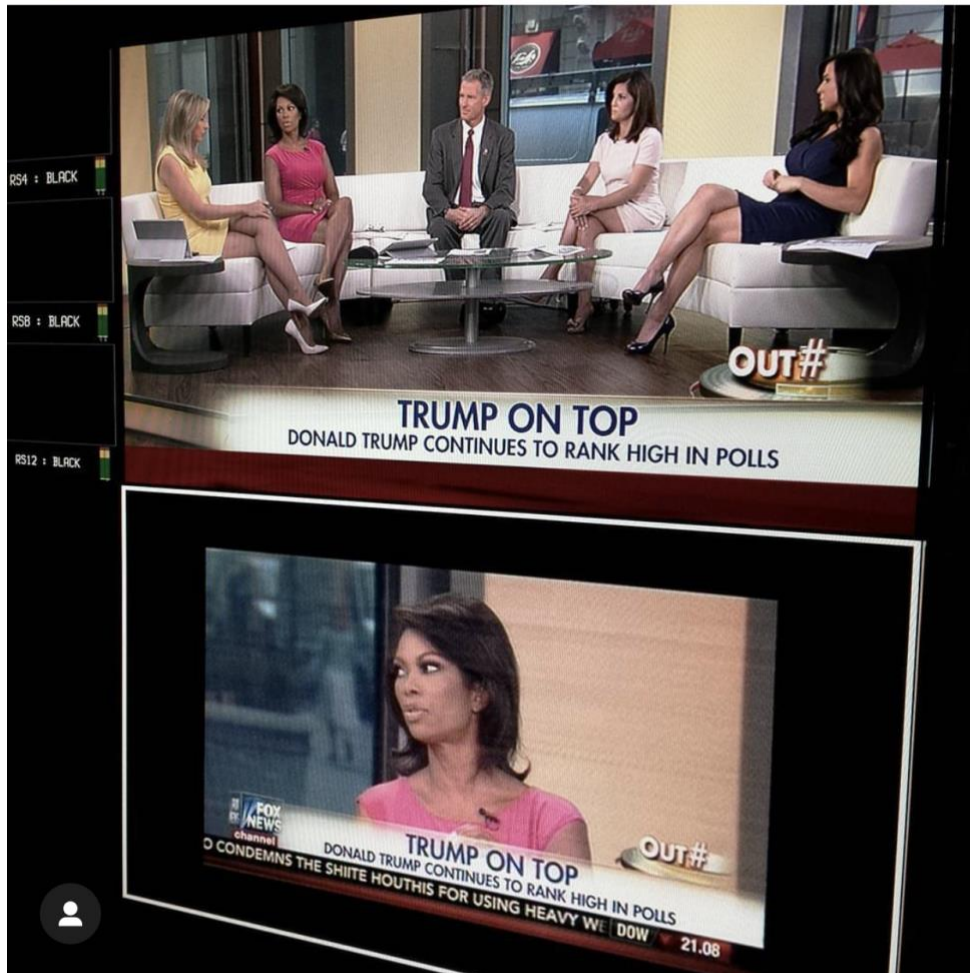 RS4 : BLACK
RS8 : BLACK
RS12 : BLACK
OUT#
TRUMP ON TOP
DONALD TRUMP CONTINUES TO RANK HIGH IN POLLS
FOX
NEWS
channel
OUT#
TRUMP ON TOP
DONALD TRUMP CONTINUES TO RANK HIGH IN POLLS
O CONDEMNS THE SHIITE HOUTHIS FOR USING HEAVY WE
DOW
21.08